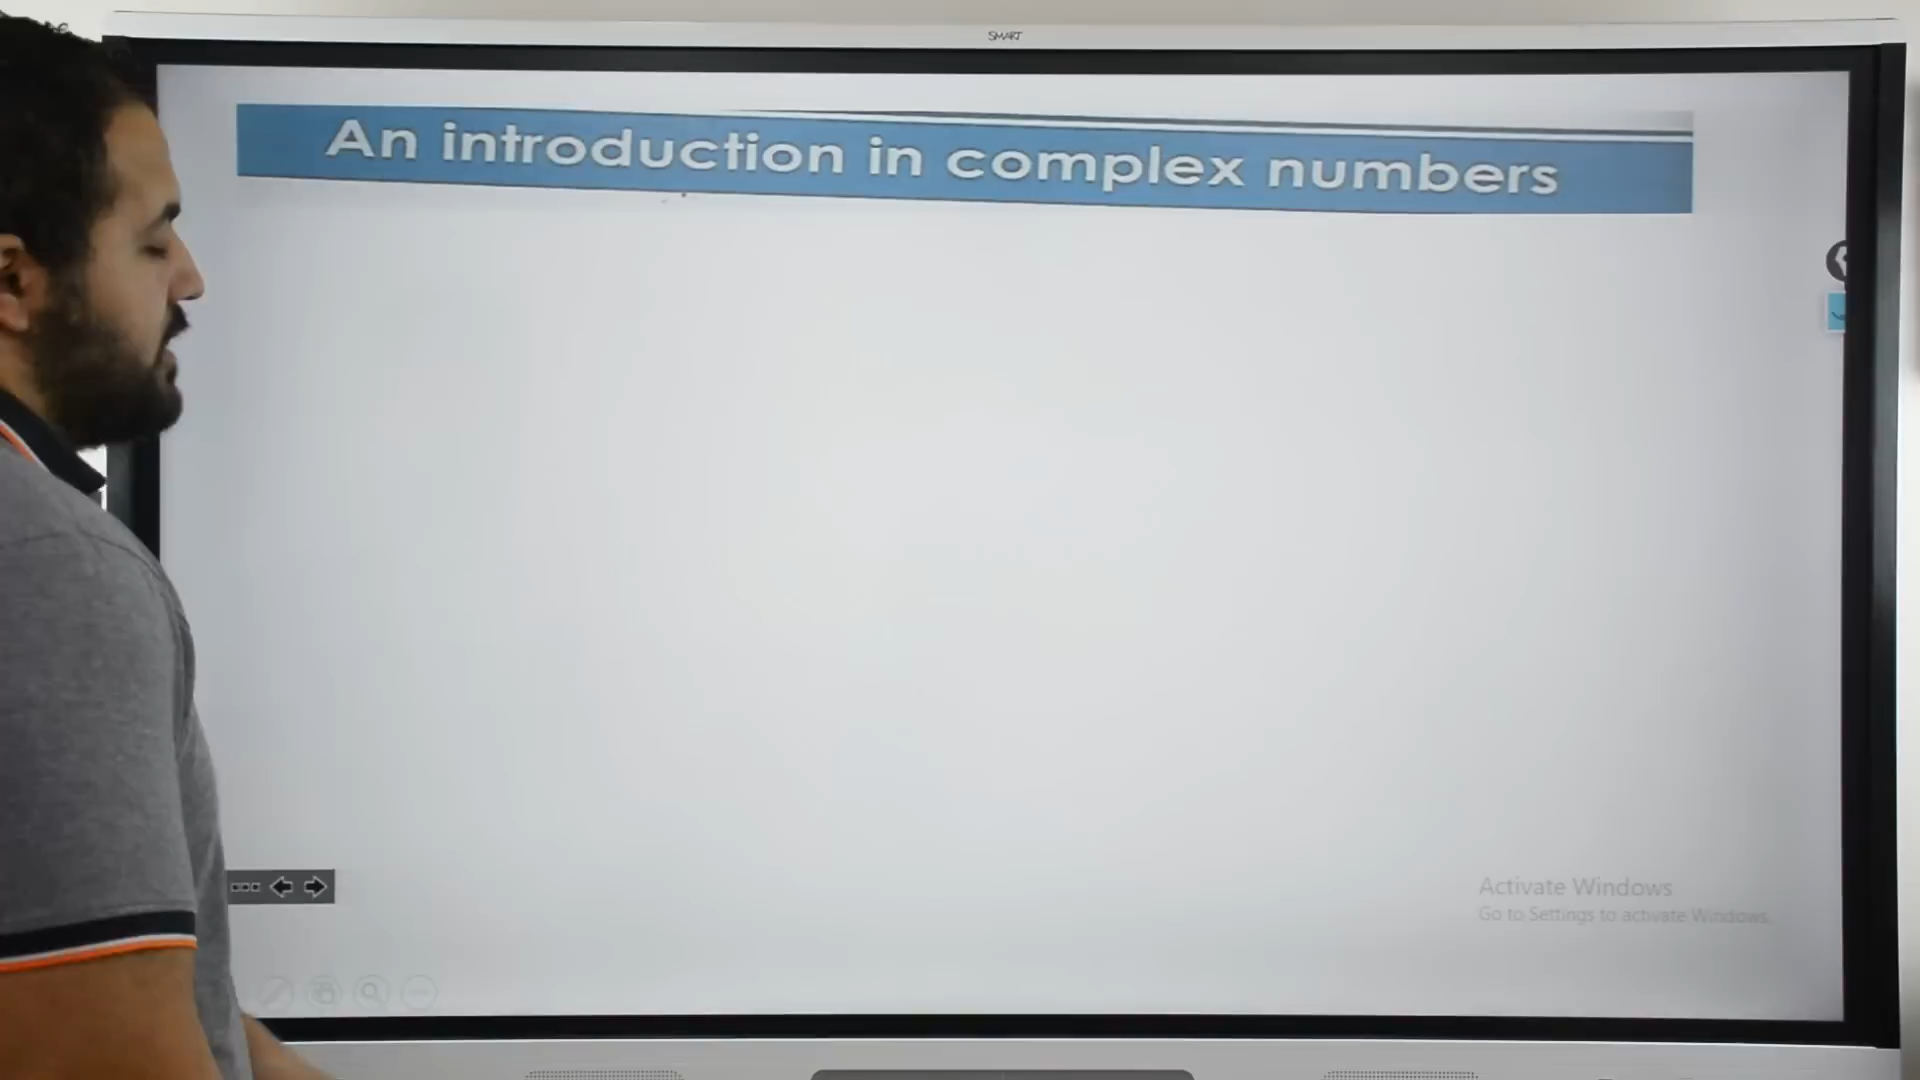 SMART
An introduction in complex numbers
Activate Windows
Go to Settings to activate Windows.